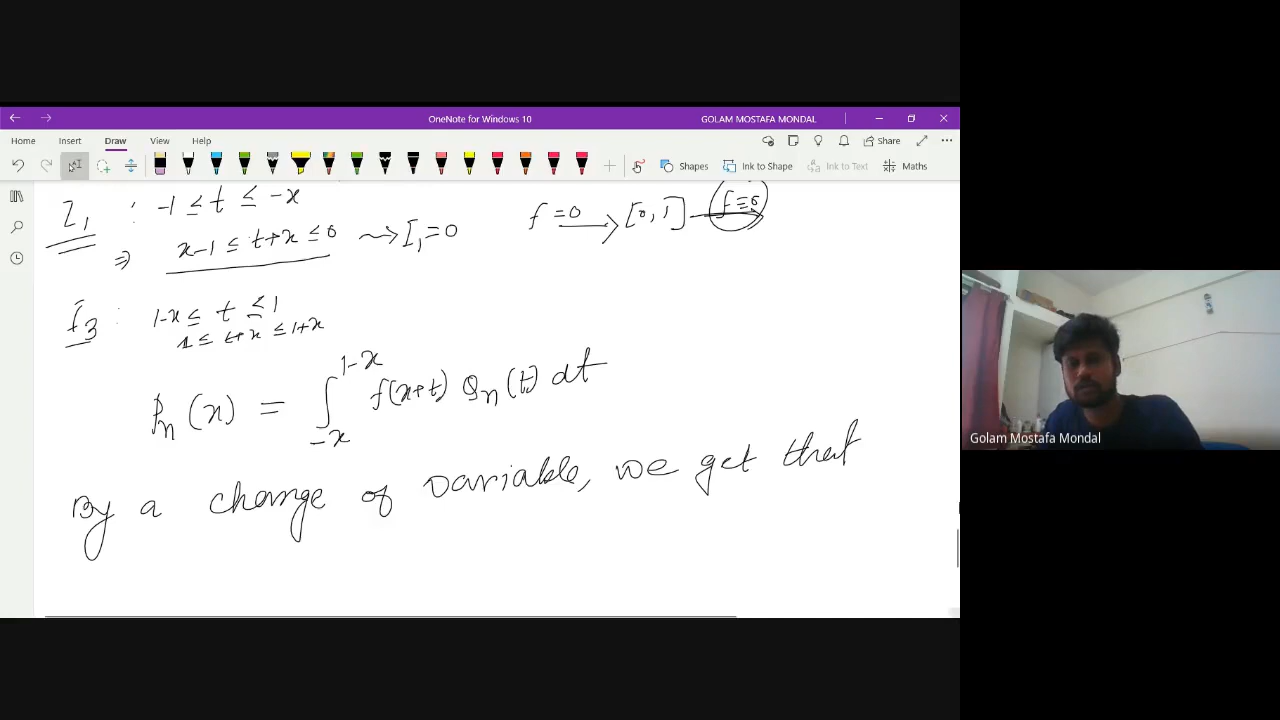 OneNote for Windows 10
GOLAM MOSTAFA MONDAL
Home Insert Draw View Help
Share
Shapes Ink to Shape Ink to Text Maths
I₁ : -1 ≤ t ≤ -x
f=0 → [0,1] f≡0
⇒ x-1 ≤ t+x ≤ 0 ⇝ I₁=0
I₃ : 1-x ≤ t ≤ 1
1 ≤ t+x ≤ 1+x
Pₙ(x) = ∫_{-x}^{1-x} f(x+t) Qₙ(t) dt
By a change of variable, we get that
Golam Mostafa Mondal